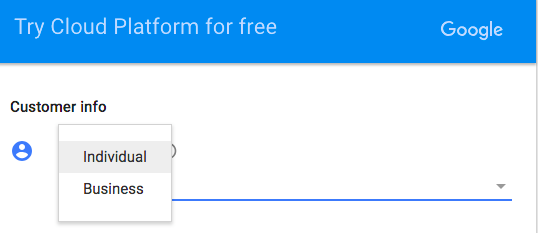 Try Cloud Platform for free
Google
Customer info
Individual
Business